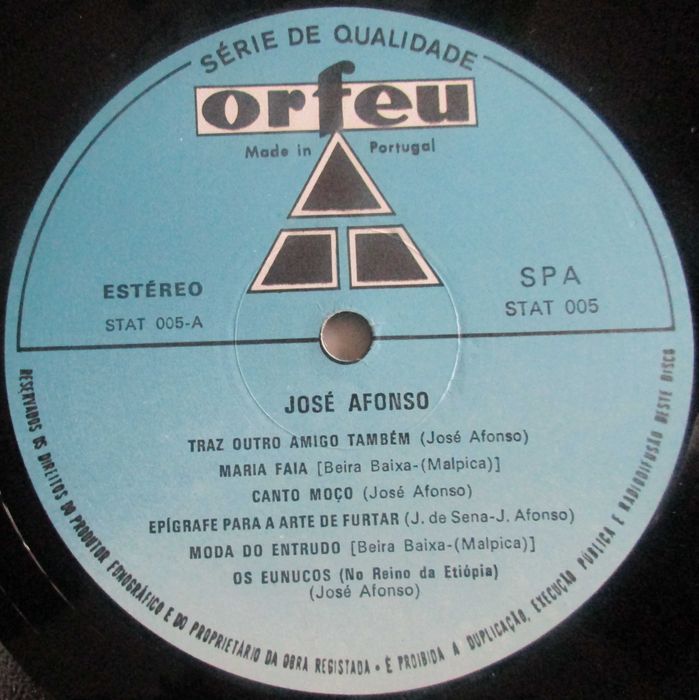 SÉRIE DE QUALIDADE
orfeu
Made in Portugal
ESTÉREO
STAT 005-A
SPA
STAT 005
JOSÉ AFONSO
TRAZ OUTRO AMIGO TAMBÉM (José Afonso)
MARIA FAIA [Beira Baixa-(Malpica)]
CANTO MOÇO (José Afonso)
EPÍGRAFE PARA A ARTE DE FURTAR (J. de Sena-J. Afonso)
MODA DO ENTRUDO [Beira Baixa-(Malpica)]
OS EUNUCOS (No Reino da Etiópia)
(José Afonso)
RESERVADOS OS DIREITOS DO PRODUTOR FONOGRÁFICO E DO PROPRIETÁRIO DA OBRA REGISTADA • É PROIBIDA A DUPLICAÇÃO, EXECUÇÃO PÚBLICA E RADIODIFUSÃO DESTE DISCO